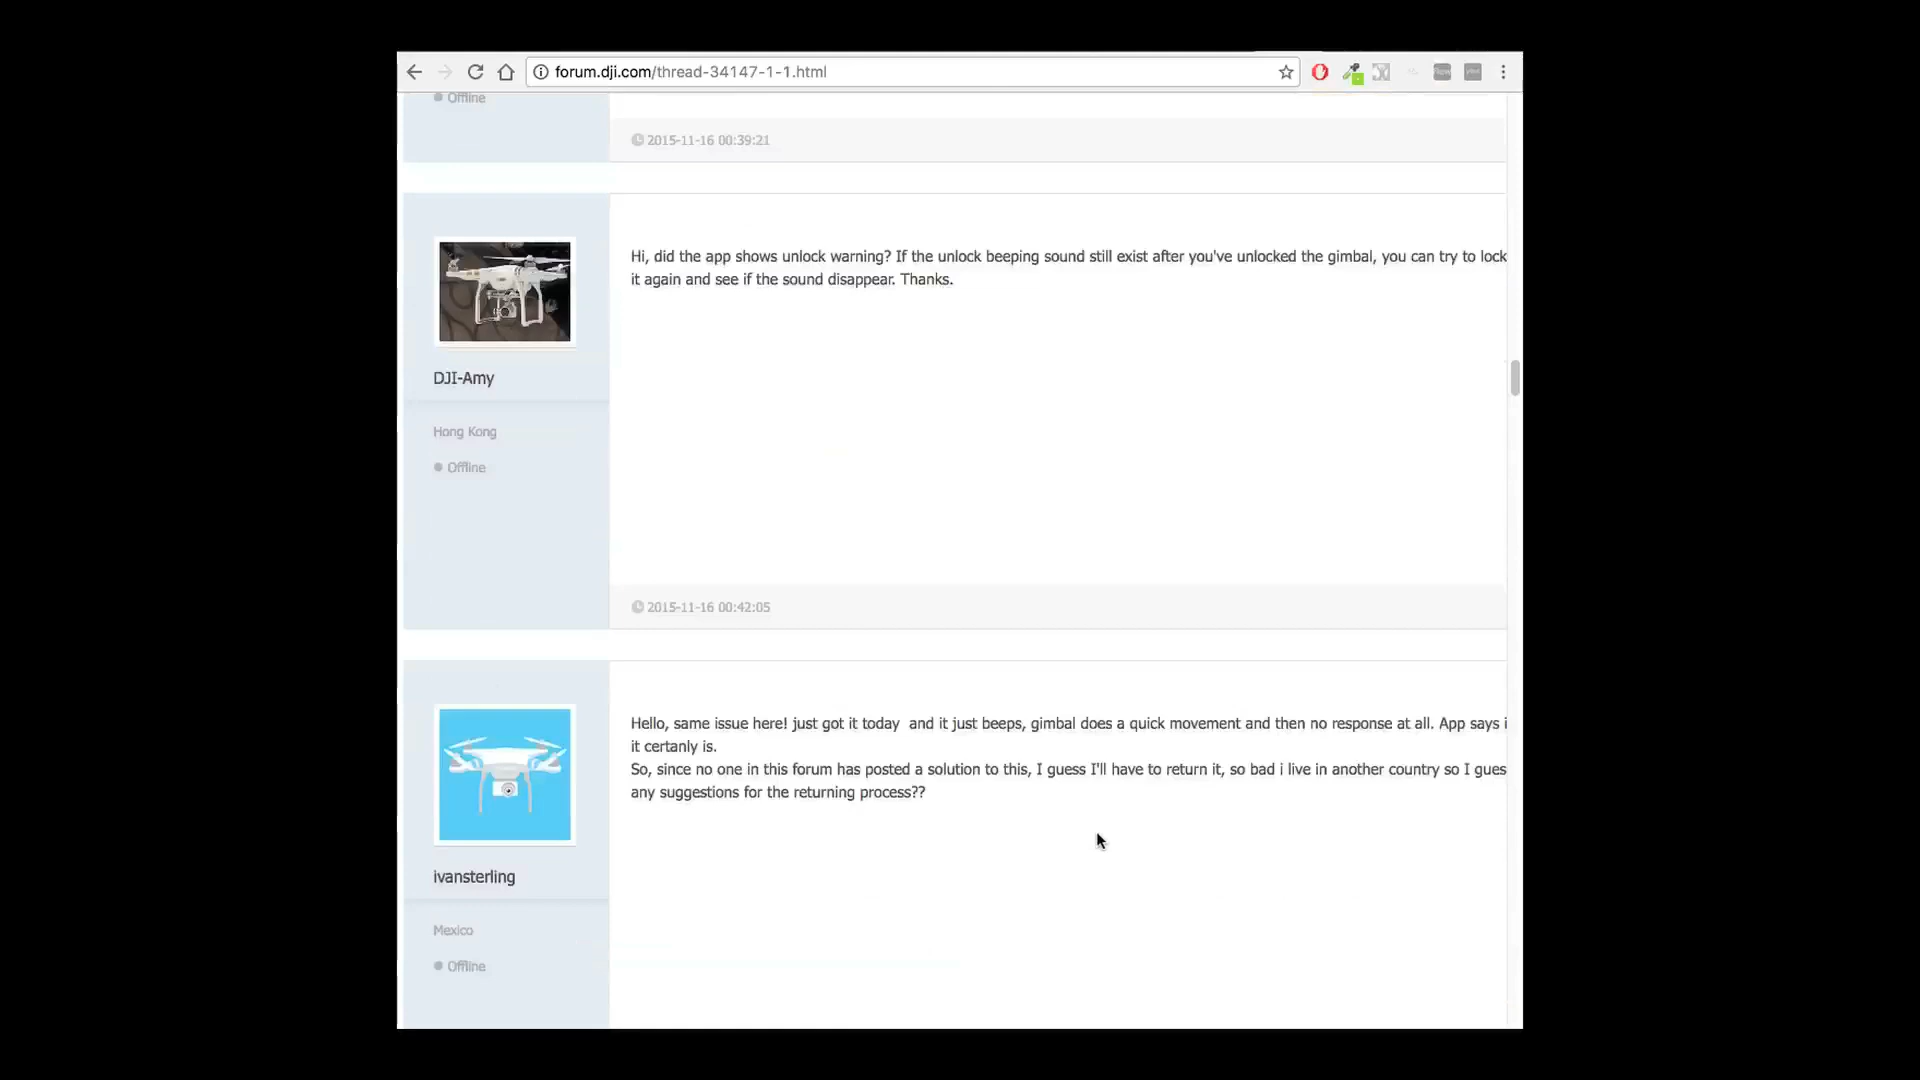 forum.dji.com/thread-34147-1-1.html
Offline
2015-11-16 00:39:21
Hi, did the app shows unlock warning? If the unlock beeping sound still exist after you've unlocked the gimbal, you can try to lock
it again and see if the sound disappear. Thanks.
DJI-Amy
Hong Kong
Offline
2015-11-16 00:42:05
Hello, same issue here! just got it today  and it just beeps, gimbal does a quick movement and then no response at all. App says i
it certanly is.
So, since no one in this forum has posted a solution to this, I guess I'll have to return it, so bad i live in another country so I gues
any suggestions for the returning process??
ivansterling
Mexico
Offline